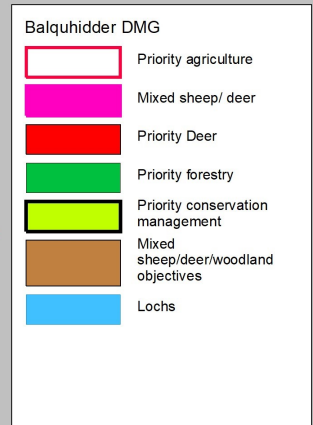 Balquhidder DMG
Priority agriculture
Mixed sheep/ deer
Priority Deer
Priority forestry
Priority conservation
management
Mixed
sheep/deer/woodland
objectives
Lochs